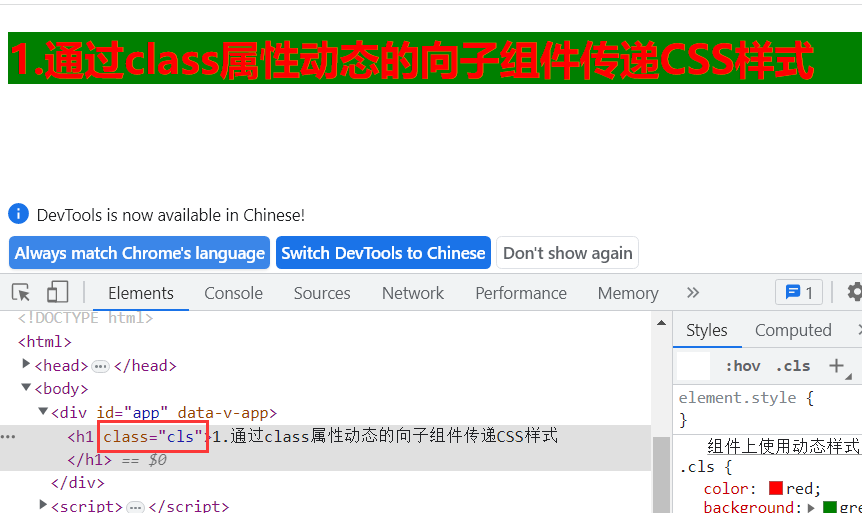 1.通过class属性动态的向子组件传递CSS样式
DevTools is now available in Chinese!
Always match Chrome's language Switch DevTools to Chinese Don't show again
Elements Console Sources Network Performance Memory 1
<!DOCTYPE html>
<html>
<head> </head>
<body>
<div id="app" data-v-app>
<h1 class="cls">1.通过class属性动态的向子组件传递CSS样式
</h1> == $0
</div>
<script> </script>
Styles Computed
:hov .cls
element.style {
}
组件上使用动态样式
.cls {
color: red;
background: gre